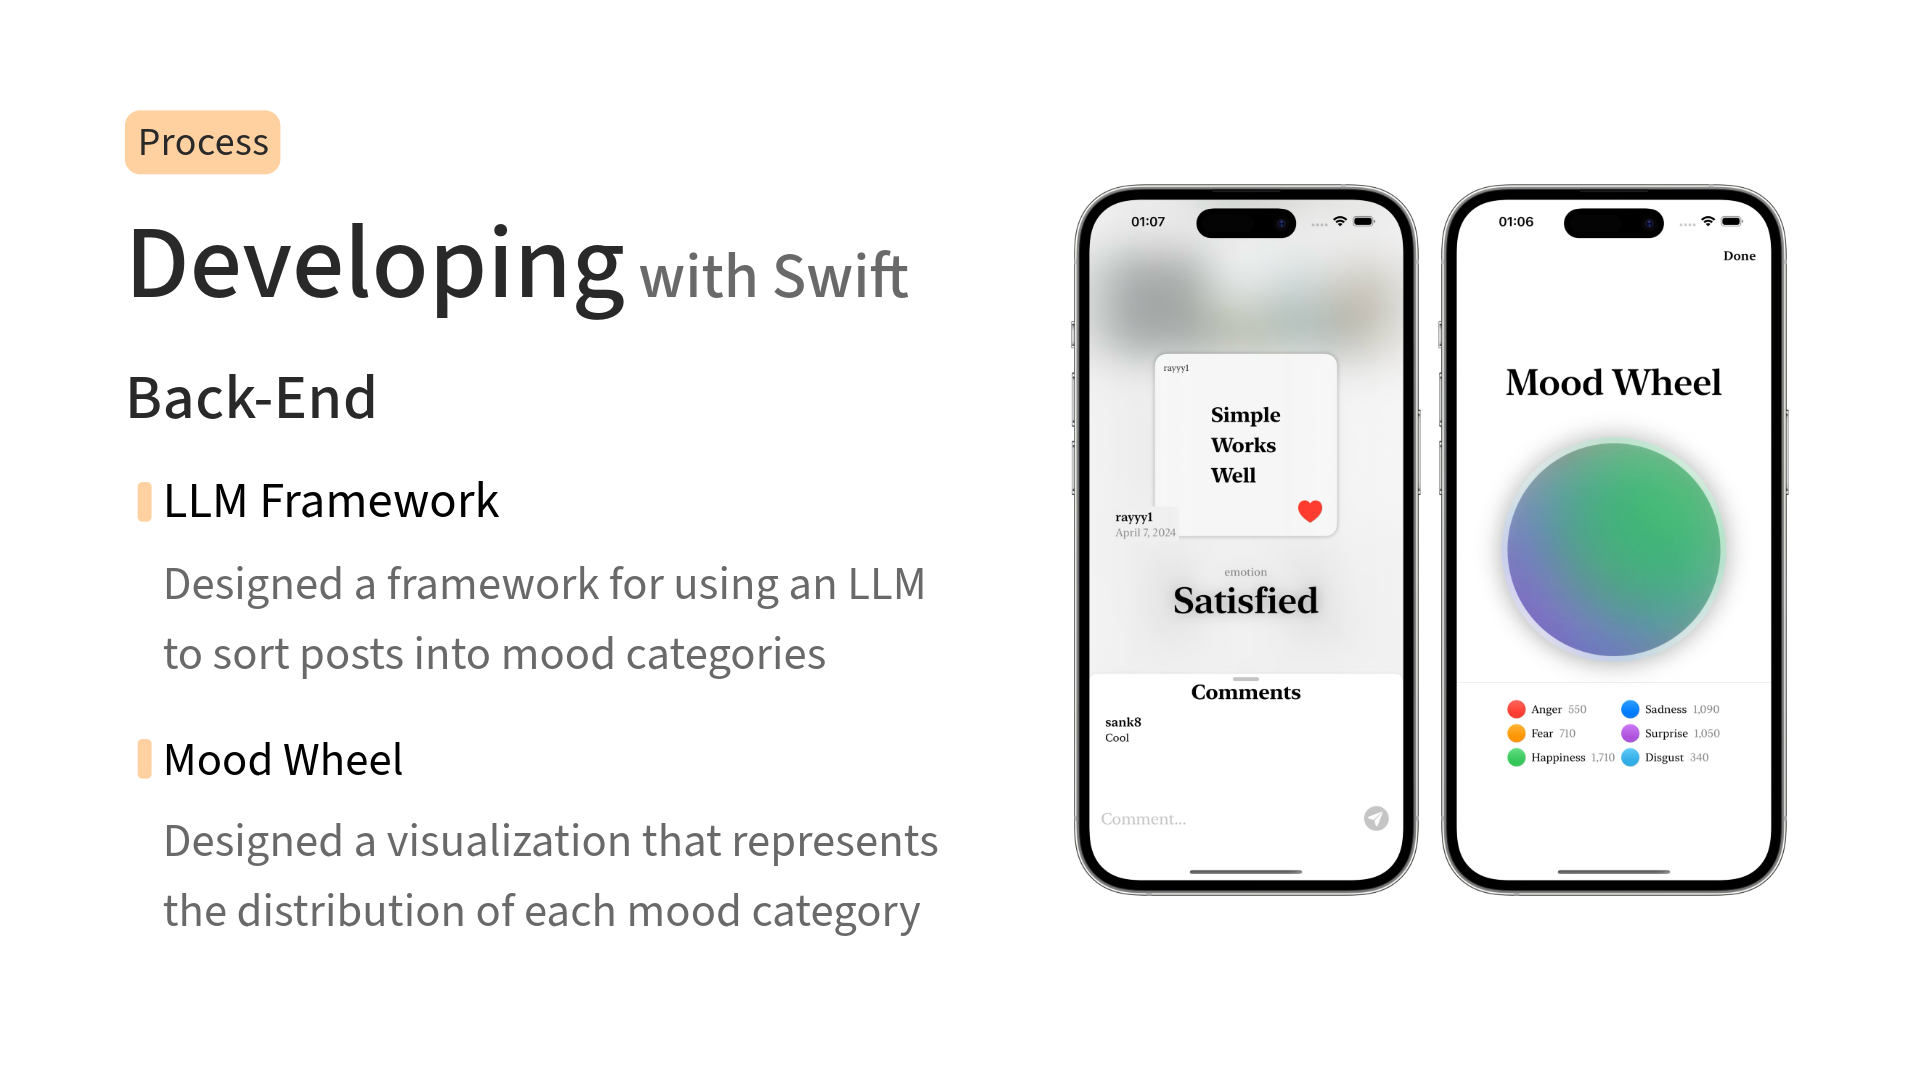 Process
Developing with Swift
Back-End
LLM Framework
Designed a framework for using an LLM
to sort posts into mood categories
Mood Wheel
Designed a visualization that represents
the distribution of each mood category
01:07
rayyy1
Simple
Works
Well
rayyy1
April 7, 2024
emotion
Satisfied
Comments
sank8
Cool
Comment...
01:06
Done
Mood Wheel
Anger 550
Sadness 1,090
Fear 710
Surprise 1,050
Happiness 1,710
Disgust 340